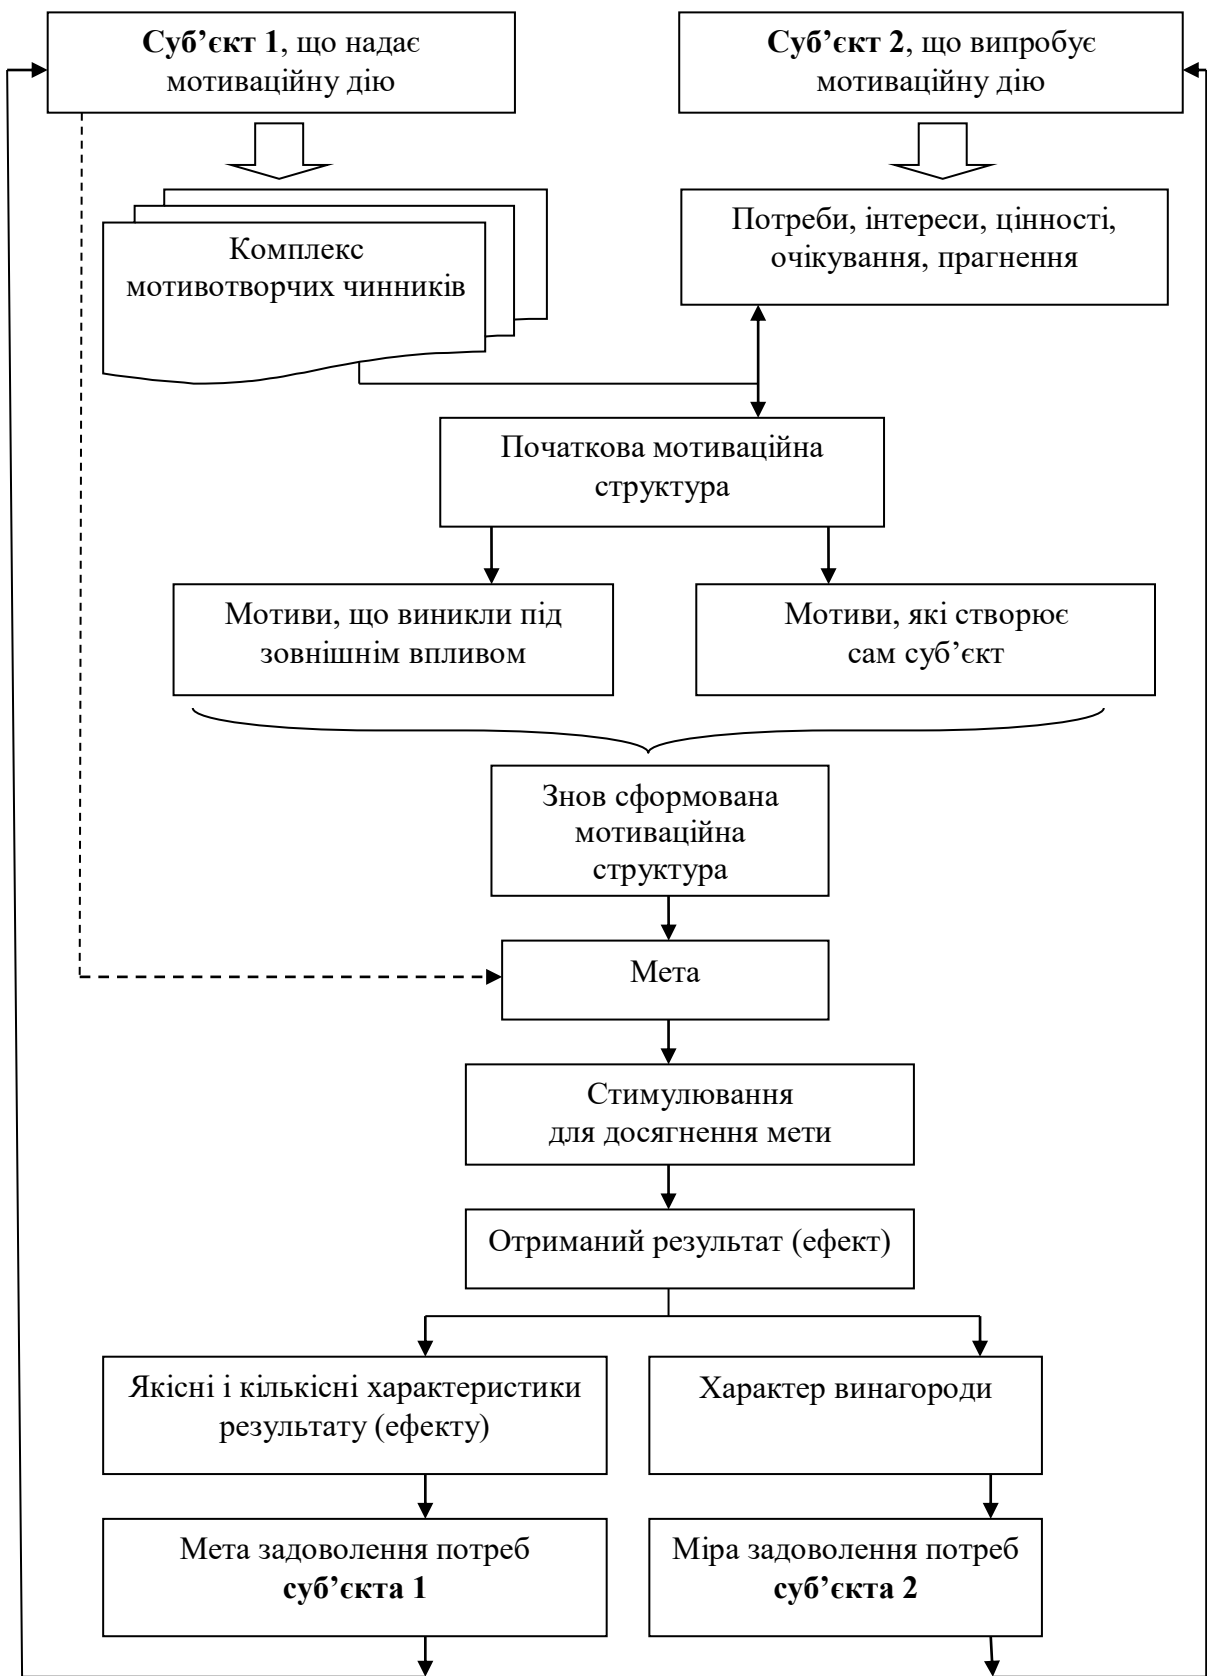 Суб’єкт 1, що надає
мотиваційну дію
Суб’єкт 2, що випробує
мотиваційну дію
Комплекс
мотивотворчих чинників
Потреби, інтереси, цінності,
очікування, прагнення
Початкова мотиваційна
структура
Мотиви, що виникли під
зовнішнім впливом
Мотиви, які створює
сам суб’єкт
Знов сформована
мотиваційна
структура
Мета
Стимулювання
для досягнення мети
Отриманий результат (ефект)
Якісні і кількісні характеристики
результату (ефекту)
Характер винагороди
Мета задоволення потреб
суб’єкта 1
Міра задоволення потреб
суб’єкта 2